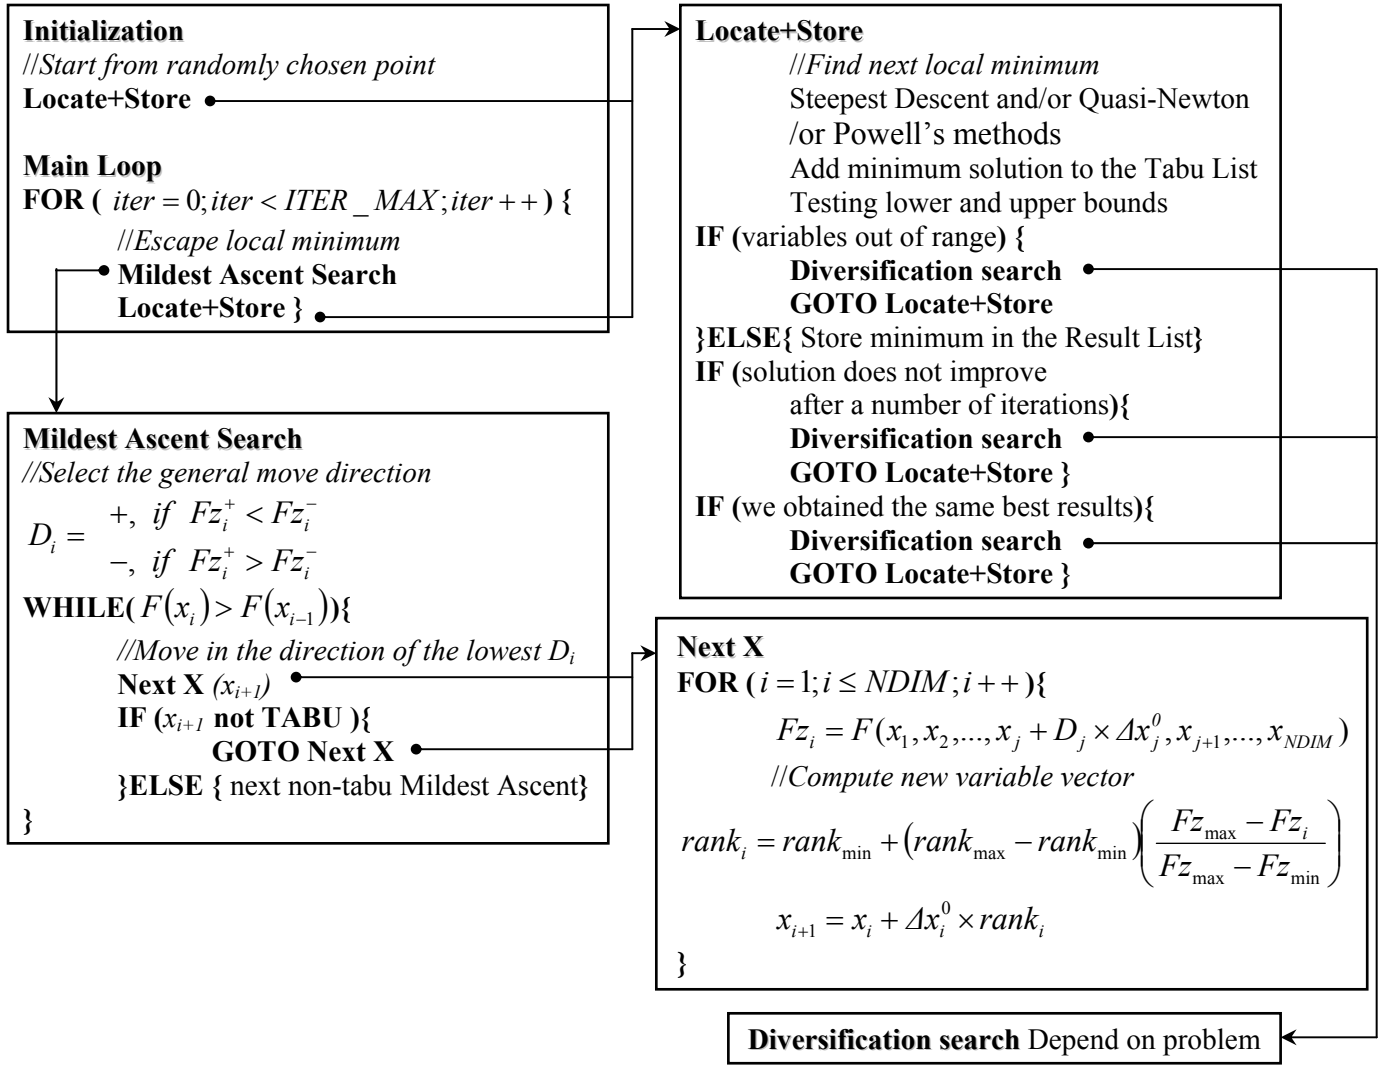 Initialization
//Start from randomly chosen point
Locate+Store
Main Loop
FOR ( iter = 0; iter < ITER _ MAX ; iter + + ) {
//Escape local minimum
Mildest Ascent Search
Locate+Store }
Locate+Store
//Find next local minimum
Steepest Descent and/or Quasi-Newton
/or Powell's methods
Add minimum solution to the Tabu List
Testing lower and upper bounds
IF (variables out of range) {
Diversification search
GOTO Locate+Store
}ELSE{ Store minimum in the Result List}
IF (solution does not improve
after a number of iterations){
Diversification search
GOTO Locate+Store }
IF (we obtained the same best results){
Diversification search
GOTO Locate+Store }
Mildest Ascent Search
//Select the general move direction
D_i = +, if Fz_i^+ < Fz_i^-
−, if Fz_i^+ > Fz_i^-
WHILE( F(x_i) > F(x_{i−1}) ){
//Move in the direction of the lowest D_i
Next X (x_{i+1})
IF (x_{i+1} not TABU ){
GOTO Next X
}ELSE { next non-tabu Mildest Ascent}
}
Next X
FOR ( i = 1; i ≤ NDIM ; i + + ){
Fz_i = F(x_1, x_2, ..., x_j + D_j × Δx_j^0, x_{j+1}, ..., x_{NDIM})
//Compute new variable vector
rank_i = rank_min + (rank_max − rank_min)((Fz_max − Fz_i)/(Fz_max − Fz_min))
x_{i+1} = x_i + Δx_i^0 × rank_i
}
Diversification search Depend on problem